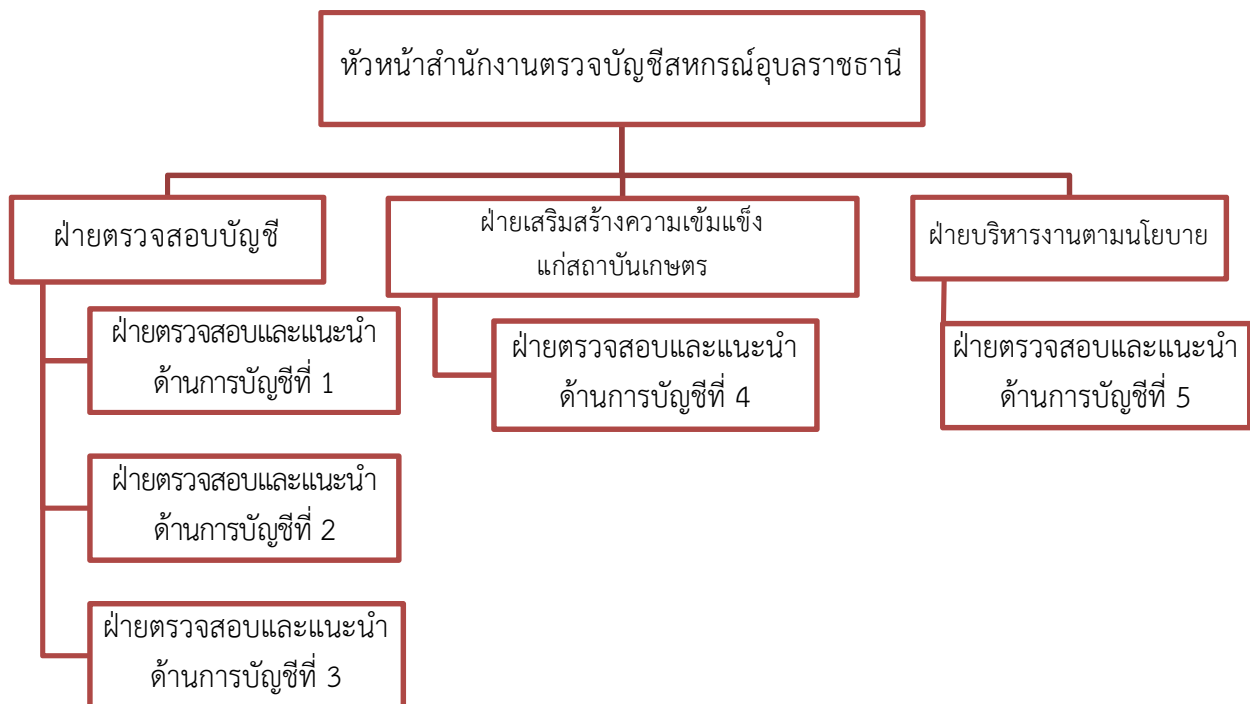 หัวหน้าสำนักงานตรวจบัญชีสหกรณ์อุบลราชธานี
ฝ่ายตรวจสอบบัญชี
ฝ่ายตรวจสอบและแนะนำ
ด้านการบัญชีที่ 1
ฝ่ายตรวจสอบและแนะนำ
ด้านการบัญชีที่ 2
ฝ่ายตรวจสอบและแนะนำ
ด้านการบัญชีที่ 3
ฝ่ายเสริมสร้างความเข้มแข็ง
แก่สถาบันเกษตร
ฝ่ายตรวจสอบและแนะนำ
ด้านการบัญชีที่ 4
ฝ่ายบริหารงานตามนโยบาย
ฝ่ายตรวจสอบและแนะนำ
ด้านการบัญชีที่ 5